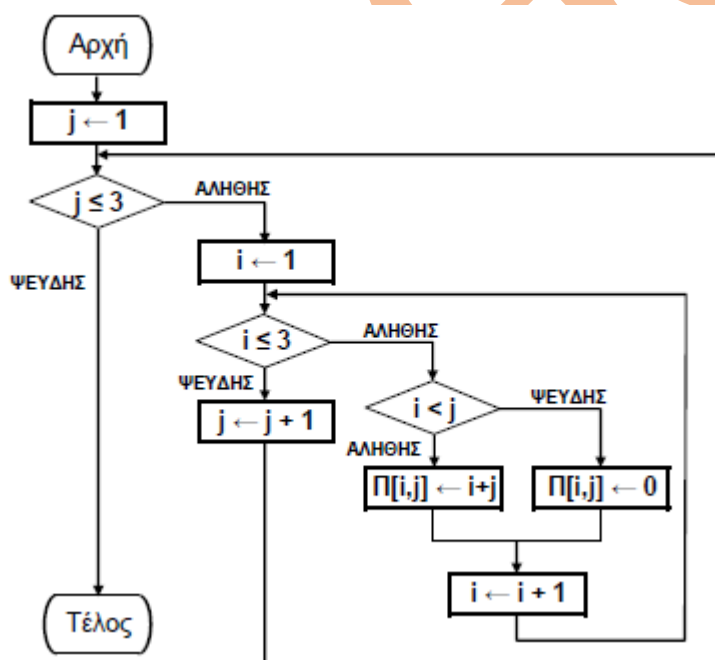 Αρχή
j ← 1
j ≤ 3
ΑΛΗΘΗΣ
i ← 1
ΨΕΥΔΗΣ
i ≤ 3
ΑΛΗΘΗΣ
ΨΕΥΔΗΣ
j ← j + 1
i < j
ΨΕΥΔΗΣ
ΑΛΗΘΗΣ
Π[i,j] ← i+j
Π[i,j] ← 0
i ← i + 1
Τέλος